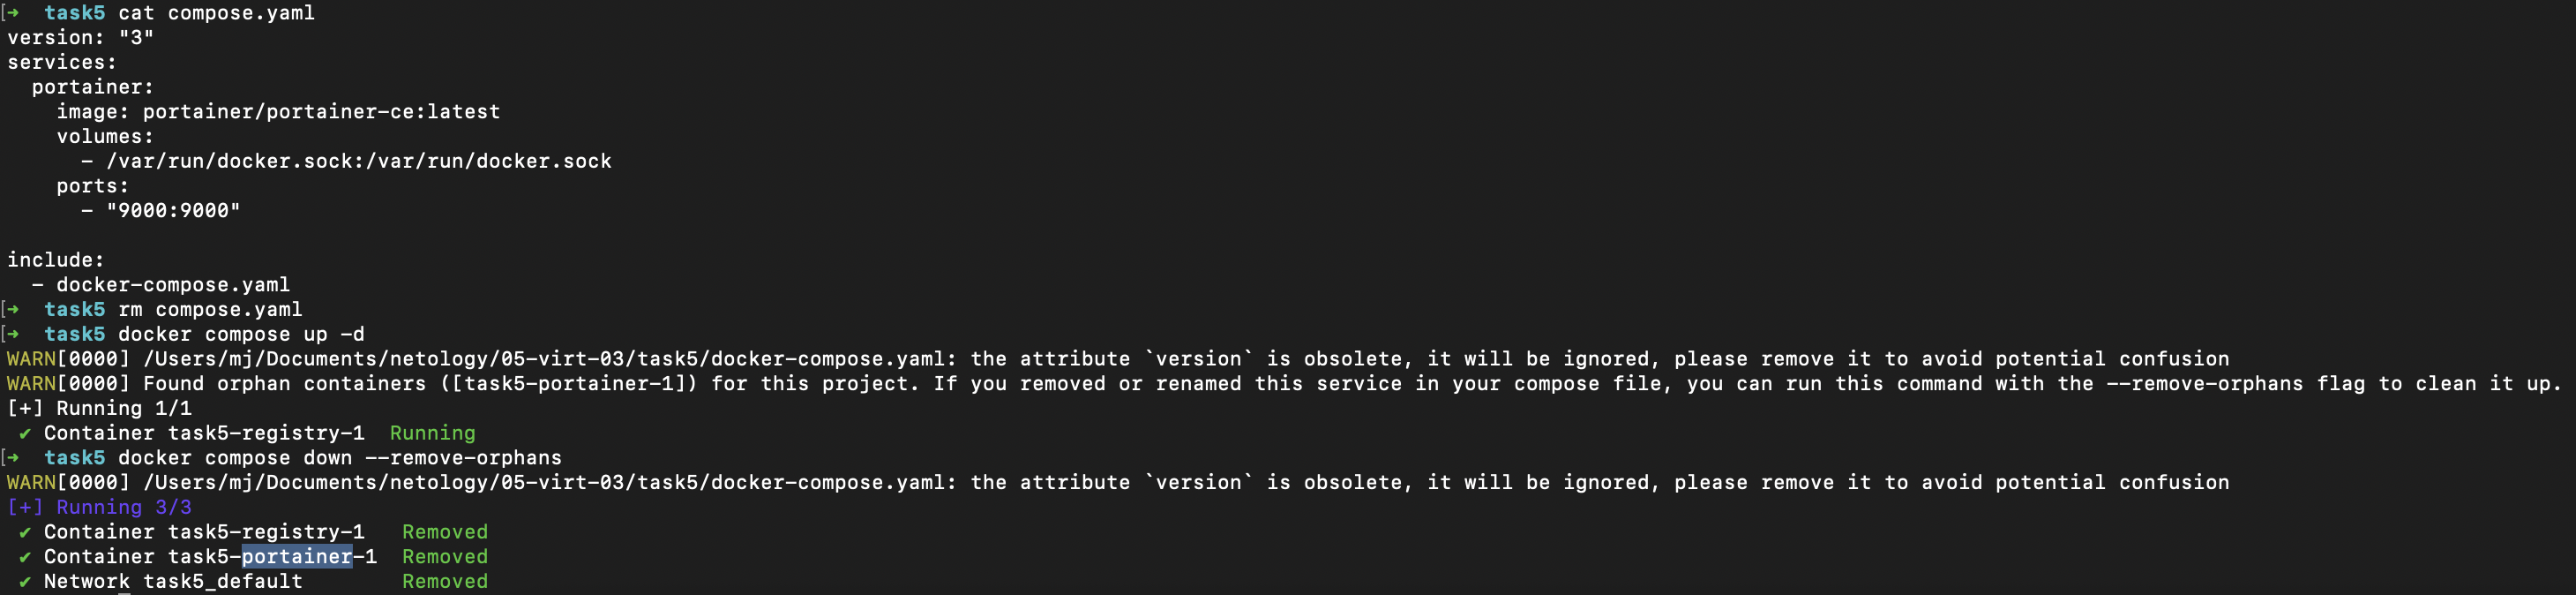 [➜  task5 cat compose.yaml
version: "3"
services:
  portainer:
    image: portainer/portainer-ce:latest
    volumes:
      - /var/run/docker.sock:/var/run/docker.sock
    ports:
      - "9000:9000"

include:
  - docker-compose.yaml
[➜  task5 rm compose.yaml
[➜  task5 docker compose up -d
WARN[0000] /Users/mj/Documents/netology/05-virt-03/task5/docker-compose.yaml: the attribute `version` is obsolete, it will be ignored, please remove it to avoid potential confusion
WARN[0000] Found orphan containers ([task5-portainer-1]) for this project. If you removed or renamed this service in your compose file, you can run this command with the --remove-orphans flag to clean it up.
[+] Running 1/1
 ✔ Container task5-registry-1  Running
[➜  task5 docker compose down --remove-orphans
WARN[0000] /Users/mj/Documents/netology/05-virt-03/task5/docker-compose.yaml: the attribute `version` is obsolete, it will be ignored, please remove it to avoid potential confusion
[+] Running 3/3
 ✔ Container task5-registry-1   Removed
 ✔ Container task5-portainer-1  Removed
 ✔ Network task5_default        Removed